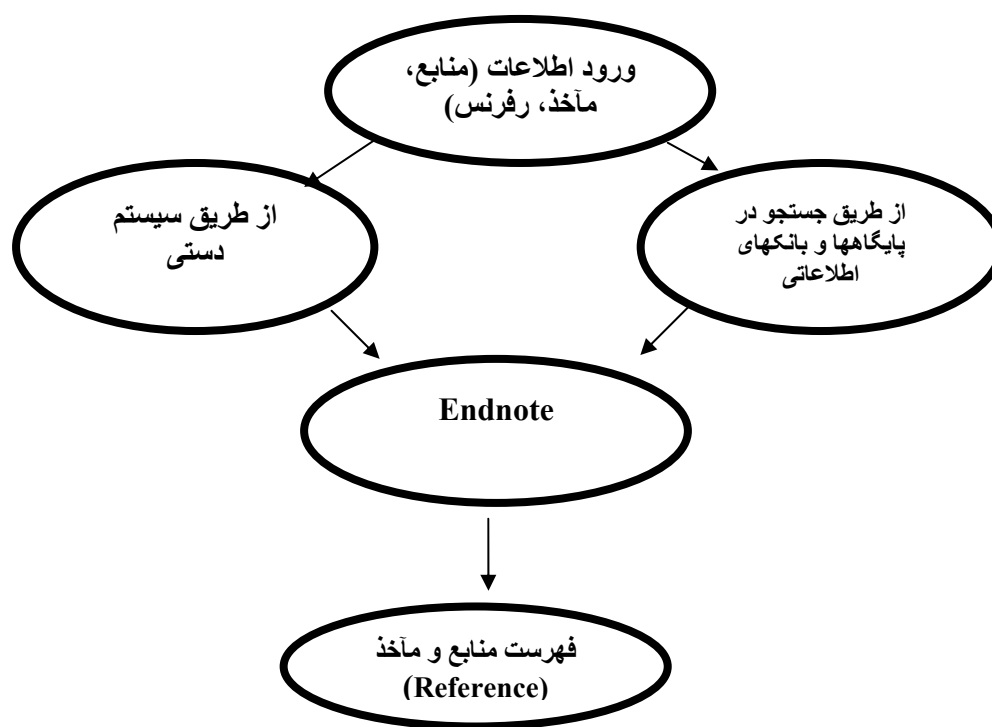 ورود اطلاعات (منابع،
مآخذ، رفرنس)
از طریق جستجو در
پایگاهها و بانکهای
اطلاعاتی
از طریق سیستم
دستی
Endnote
فهرست منابع و مآخذ
(Reference)